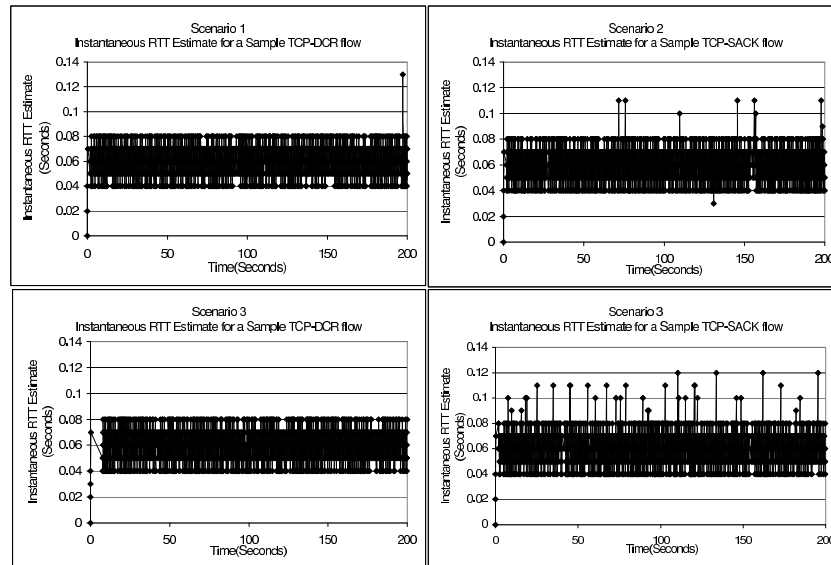 Scenario 1
Instantaneous RTT Estimate for a Sample TCP-DCR flow
Instantaneous RTT Estimate
(Seconds)
0.14
0.12
0.1
0.08
0.06
0.04
0.02
0
0 50 100 150 200
Time(Seconds)
Scenario 2
Instantaneous RTT Estimate for a Sample TCP-SACK flow
Instantaneous RTT Estimate
(Seconds)
0.14
0.12
0.1
0.08
0.06
0.04
0.02
0
0 50 100 150 200
Time(Seconds)
Scenario 3
Instantaneous RTT Estimate for a Sample TCP-DCR flow
Instantaneous RTT Estimate
(Seconds)
0.14
0.12
0.1
0.08
0.06
0.04
0.02
0
0 50 100 150 200
Time(Seconds)
Scenario 3
Instantaneous RTT Estimate for a Sample TCP-SACK flow
Instantaneous RTT Estimate
(Seconds)
0.14
0.12
0.1
0.08
0.06
0.04
0.02
0
0 50 100 150 200
Time(Seconds)